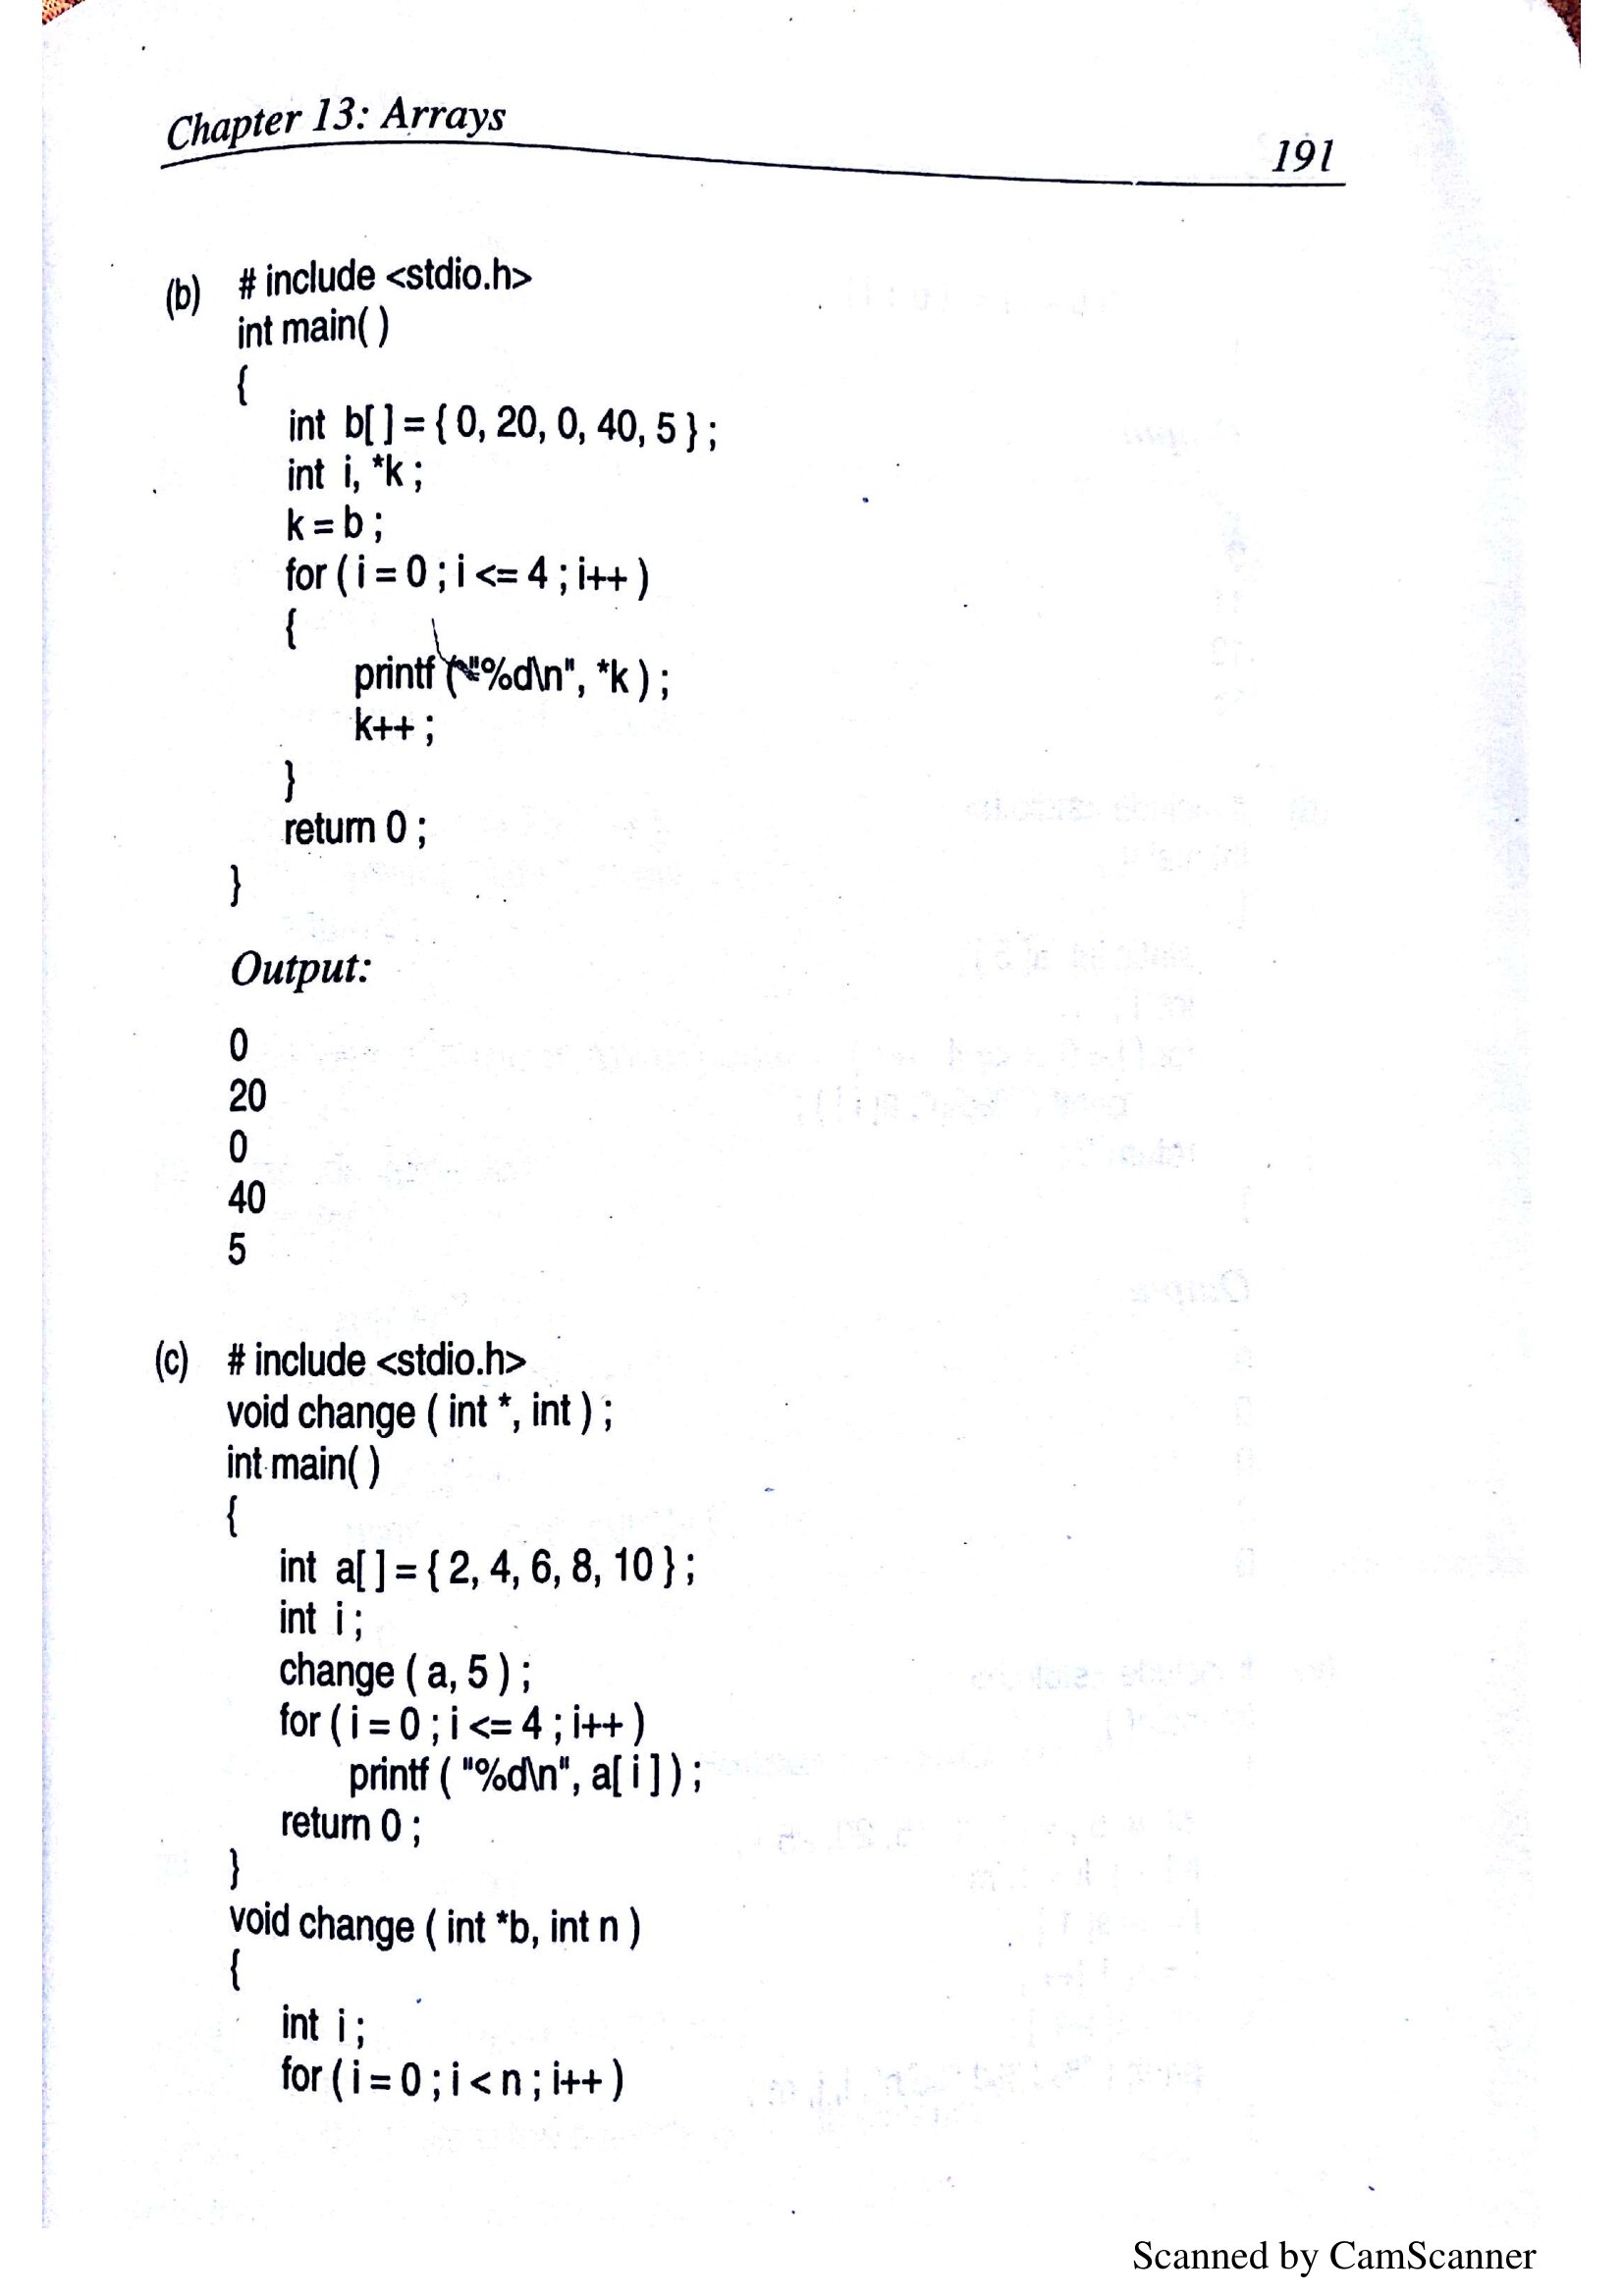 Chapter 13: Arrays
191
(b) # include <stdio.h>
int main( )
{
int b[ ] = { 0, 20, 0, 40, 5 } ;
int i, *k ;
k = b ;
for ( i = 0 ; i <= 4 ; i++ )
{
printf ( "%d\n", *k ) ;
k++ ;
}
return 0 ;
}
Output:
0
20
0
40
5
(c) # include <stdio.h>
void change ( int *, int ) ;
int main( )
{
int a[ ] = { 2, 4, 6, 8, 10 } ;
int i ;
change ( a, 5 ) ;
for ( i = 0 ; i <= 4 ; i++ )
printf ( "%d\n", a[ i ] ) ;
return 0 ;
}
void change ( int *b, int n )
{
int i ;
for ( i = 0 ; i < n ; i++ )
Scanned by CamScanner